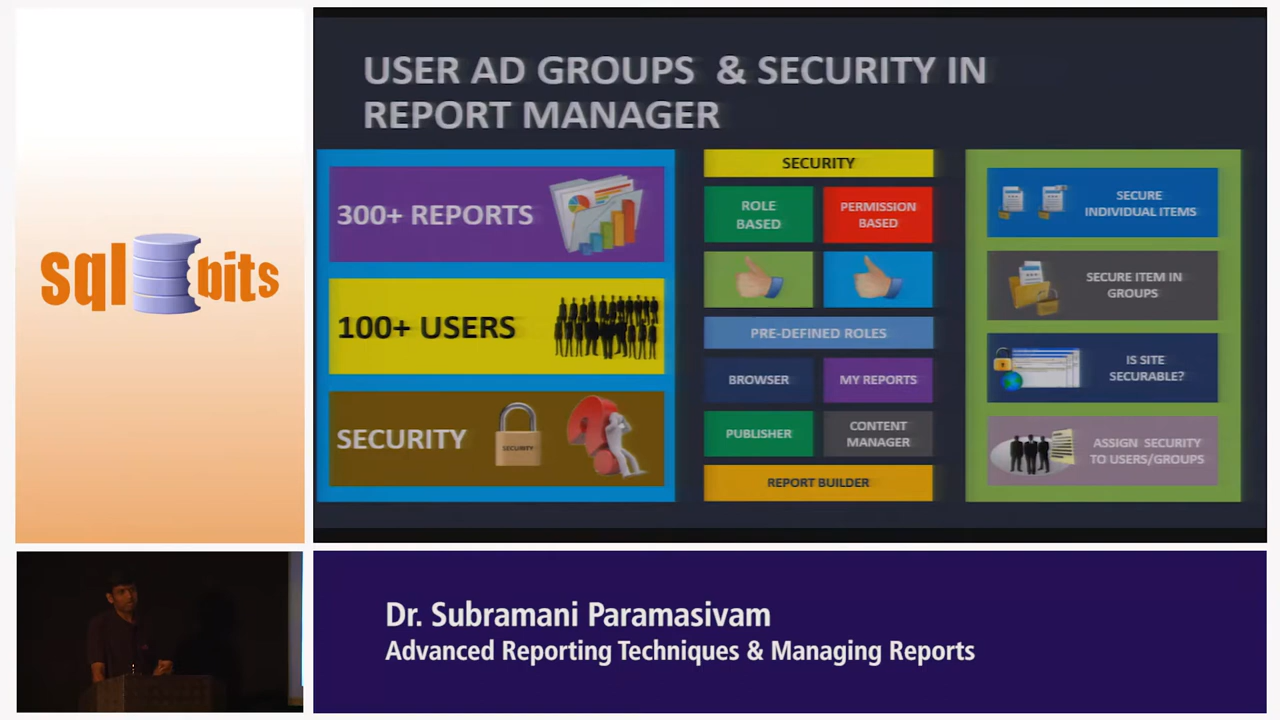 sql bits
USER AD GROUPS & SECURITY IN
REPORT MANAGER
300+ REPORTS
100+ USERS
SECURITY
SECURITY
SECURITY
ROLE
BASED
PERMISSION
BASED
PRE-DEFINED ROLES
BROWSER
MY REPORTS
PUBLISHER
CONTENT
MANAGER
REPORT BUILDER
SECURE
INDIVIDUAL ITEMS
SECURE ITEM IN
GROUPS
IS SITE
SECURABLE?
ASSIGN SECURITY
TO USERS/GROUPS
Dr. Subramani Paramasivam
Advanced Reporting Techniques & Managing Reports